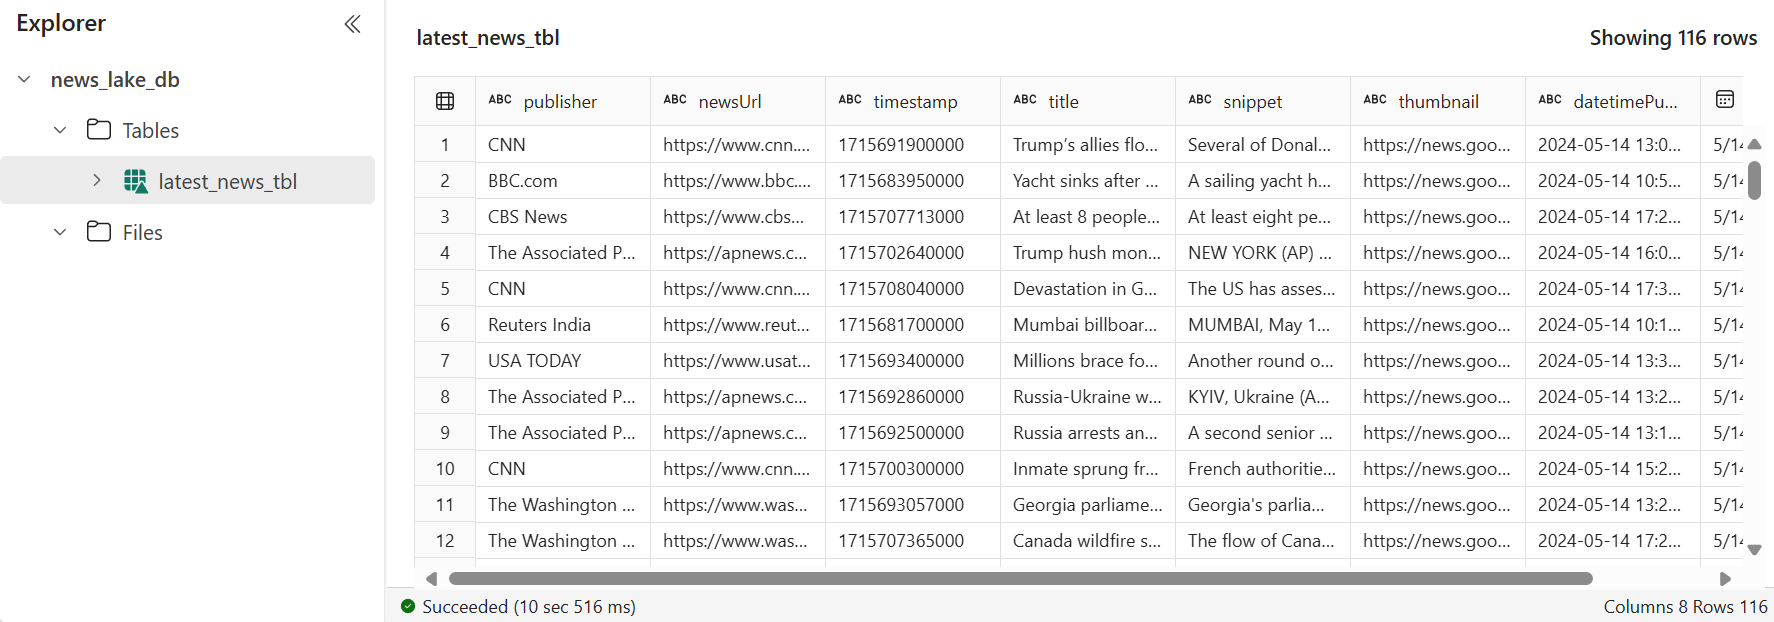 Explorer
news_lake_db
Tables
latest_news_tbl
Files
latest_news_tbl Showing 116 rows
ABC publisher ABC newsUrl ABC timestamp ABC title ABC snippet ABC thumbnail ABC datetimePu...
1 CNN https://www.cnn.... 1715691900000 Trump’s allies flo... Several of Donal... https://news.goo... 2024-05-14 13:0... 5/14
2 BBC.com https://www.bbc.... 1715683950000 Yacht sinks after ... A sailing yacht h... https://news.goo... 2024-05-14 10:5... 5/14
3 CBS News https://www.cbs... 1715707713000 At least 8 people... At least eight pe... https://news.goo... 2024-05-14 17:2... 5/14
4 The Associated P... https://apnews.c... 1715702640000 Trump hush mon... NEW YORK (AP) ... https://news.goo... 2024-05-14 16:0... 5/14
5 CNN https://www.cnn.... 1715708040000 Devastation in G... The US has asses... https://news.goo... 2024-05-14 17:3... 5/14
6 Reuters India https://www.reut... 1715681700000 Mumbai billboar... MUMBAI, May 1... https://news.goo... 2024-05-14 10:1... 5/14
7 USA TODAY https://www.usat... 1715693400000 Millions brace fo... Another round o... https://news.goo... 2024-05-14 13:3... 5/14
8 The Associated P... https://apnews.c... 1715692860000 Russia-Ukraine w... KYIV, Ukraine (A... https://news.goo... 2024-05-14 13:2... 5/14
9 The Associated P... https://apnews.c... 1715692500000 Russia arrests an... A second senior ... https://news.goo... 2024-05-14 13:1... 5/14
10 CNN https://www.cnn.... 1715700300000 Inmate sprung fr... French authoritie... https://news.goo... 2024-05-14 15:2... 5/14
11 The Washington ... https://www.was... 1715693057000 Georgia parliame... Georgia's parlia... https://news.goo... 2024-05-14 13:2... 5/14
12 The Washington ... https://www.was... 1715707365000 Canada wildfire s... The flow of Cana... https://news.goo... 2024-05-14 17:2... 5/14
Succeeded (10 sec 516 ms) Columns 8 Rows 116